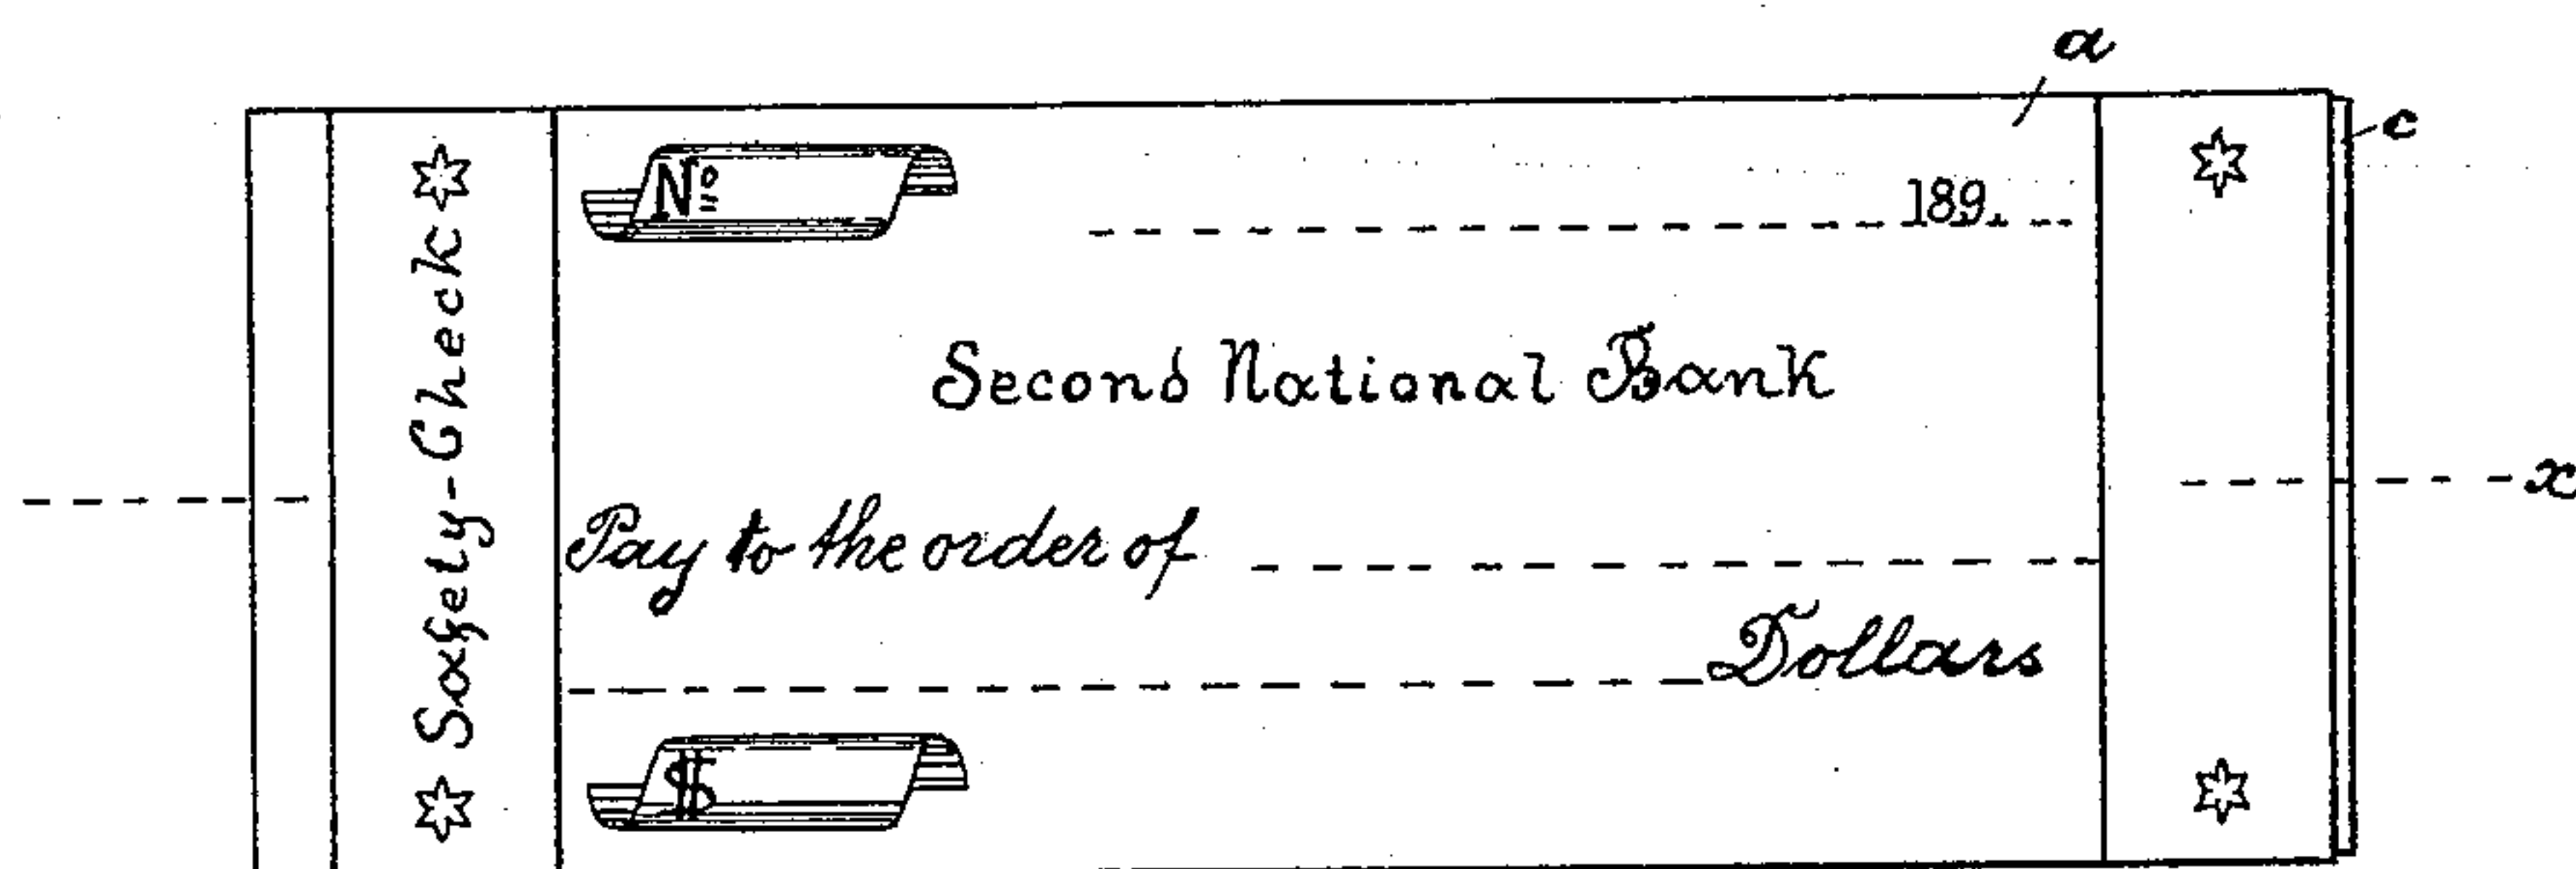 a
c
Safety-Check
Nº
189.
Second National Bank
x
Pay to the order of
Dollars
$